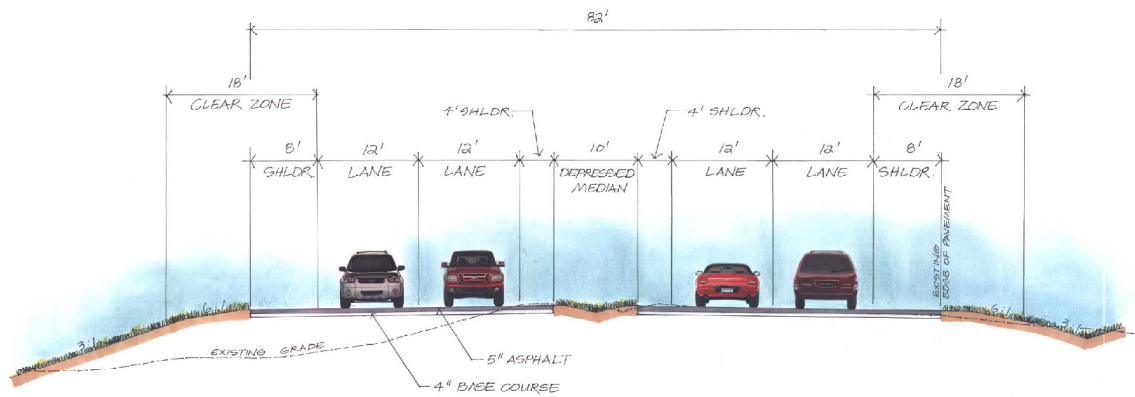 82'
18'
CLEAR ZONE
18'
CLEAR ZONE
4' SHLDR.
4' SHLDR.
8'
SHLDR.
12'
LANE
12'
LANE
10'
DEPRESSED
MEDIAN
12'
LANE
12'
LANE
8'
SHLDR.
EXISTING
EDGE OF PAVEMENT
6:1
3:1
6:1
3:1
EXISTING GRADE
5" ASPHALT
4" BASE COURSE